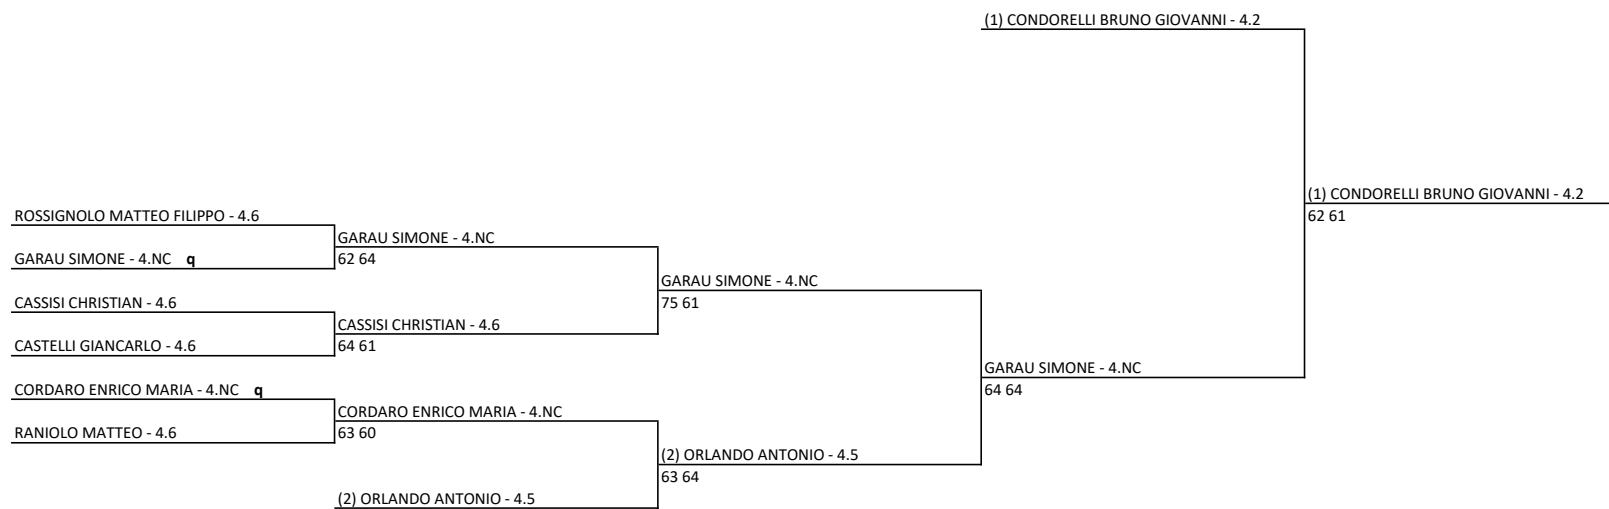 (1) CONDORELLI BRUNO GIOVANNI - 4.2
(1) CONDORELLI BRUNO GIOVANNI - 4.2
62 61
ROSSIGNOLO MATTEO FILIPPO - 4.6
GARAU SIMONE - 4.NC
62 64
GARAU SIMONE - 4.NC q
GARAU SIMONE - 4.NC
75 61
CASSISI CHRISTIAN - 4.6
CASSISI CHRISTIAN - 4.6
64 61
CASTELLI GIANCARLO - 4.6
GARAU SIMONE - 4.NC
64 64
CORDARO ENRICO MARIA - 4.NC q
CORDARO ENRICO MARIA - 4.NC
63 60
RANIOLO MATTEO - 4.6
(2) ORLANDO ANTONIO - 4.5
63 64
(2) ORLANDO ANTONIO - 4.5